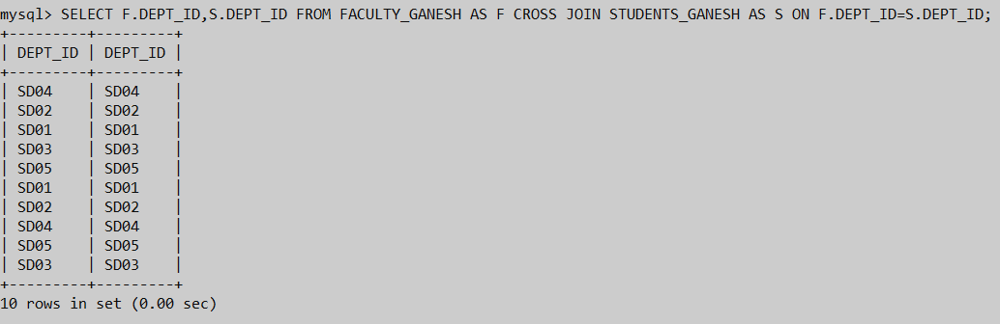 mysql> SELECT F.DEPT_ID,S.DEPT_ID FROM FACULTY_GANESH AS F CROSS JOIN STUDENTS_GANESH AS S ON F.DEPT_ID=S.DEPT_ID;
+---------+---------+
| DEPT_ID | DEPT_ID |
+---------+---------+
| SD04    | SD04    |
| SD02    | SD02    |
| SD01    | SD01    |
| SD03    | SD03    |
| SD05    | SD05    |
| SD01    | SD01    |
| SD02    | SD02    |
| SD04    | SD04    |
| SD05    | SD05    |
| SD03    | SD03    |
+---------+---------+
10 rows in set (0.00 sec)